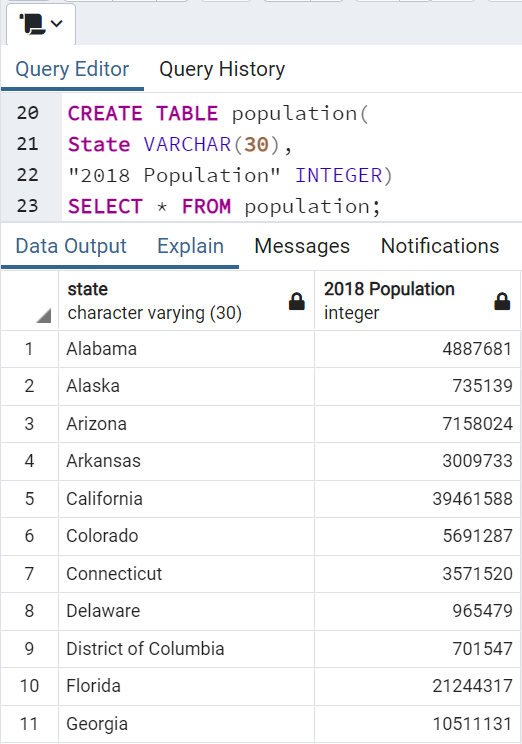 Query Editor Query History
20 CREATE TABLE population(
21 State VARCHAR(30),
22 "2018 Population" INTEGER)
23 SELECT * FROM population;
Data Output Explain Messages Notifications
state 2018 Population
character varying (30) integer
1 Alabama 4887681
2 Alaska 735139
3 Arizona 7158024
4 Arkansas 3009733
5 California 39461588
6 Colorado 5691287
7 Connecticut 3571520
8 Delaware 965479
9 District of Columbia 701547
10 Florida 21244317
11 Georgia 10511131